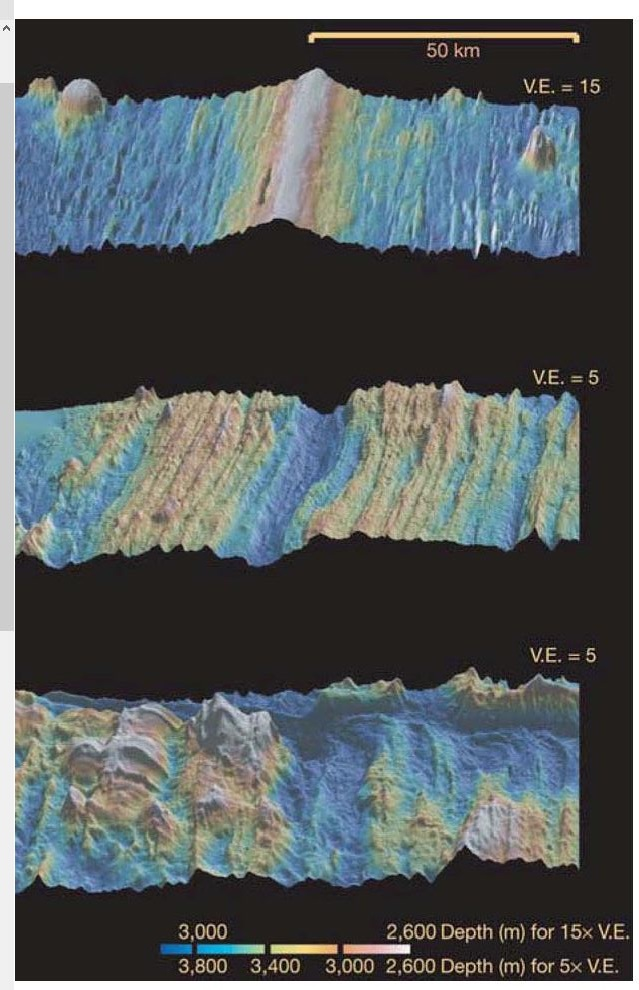 50 km
V.E. = 15
V.E. = 5
V.E. = 5
3,000 2,600 Depth (m) for 15× V.E.
3,800 3,400 3,000 2,600 Depth (m) for 5× V.E.